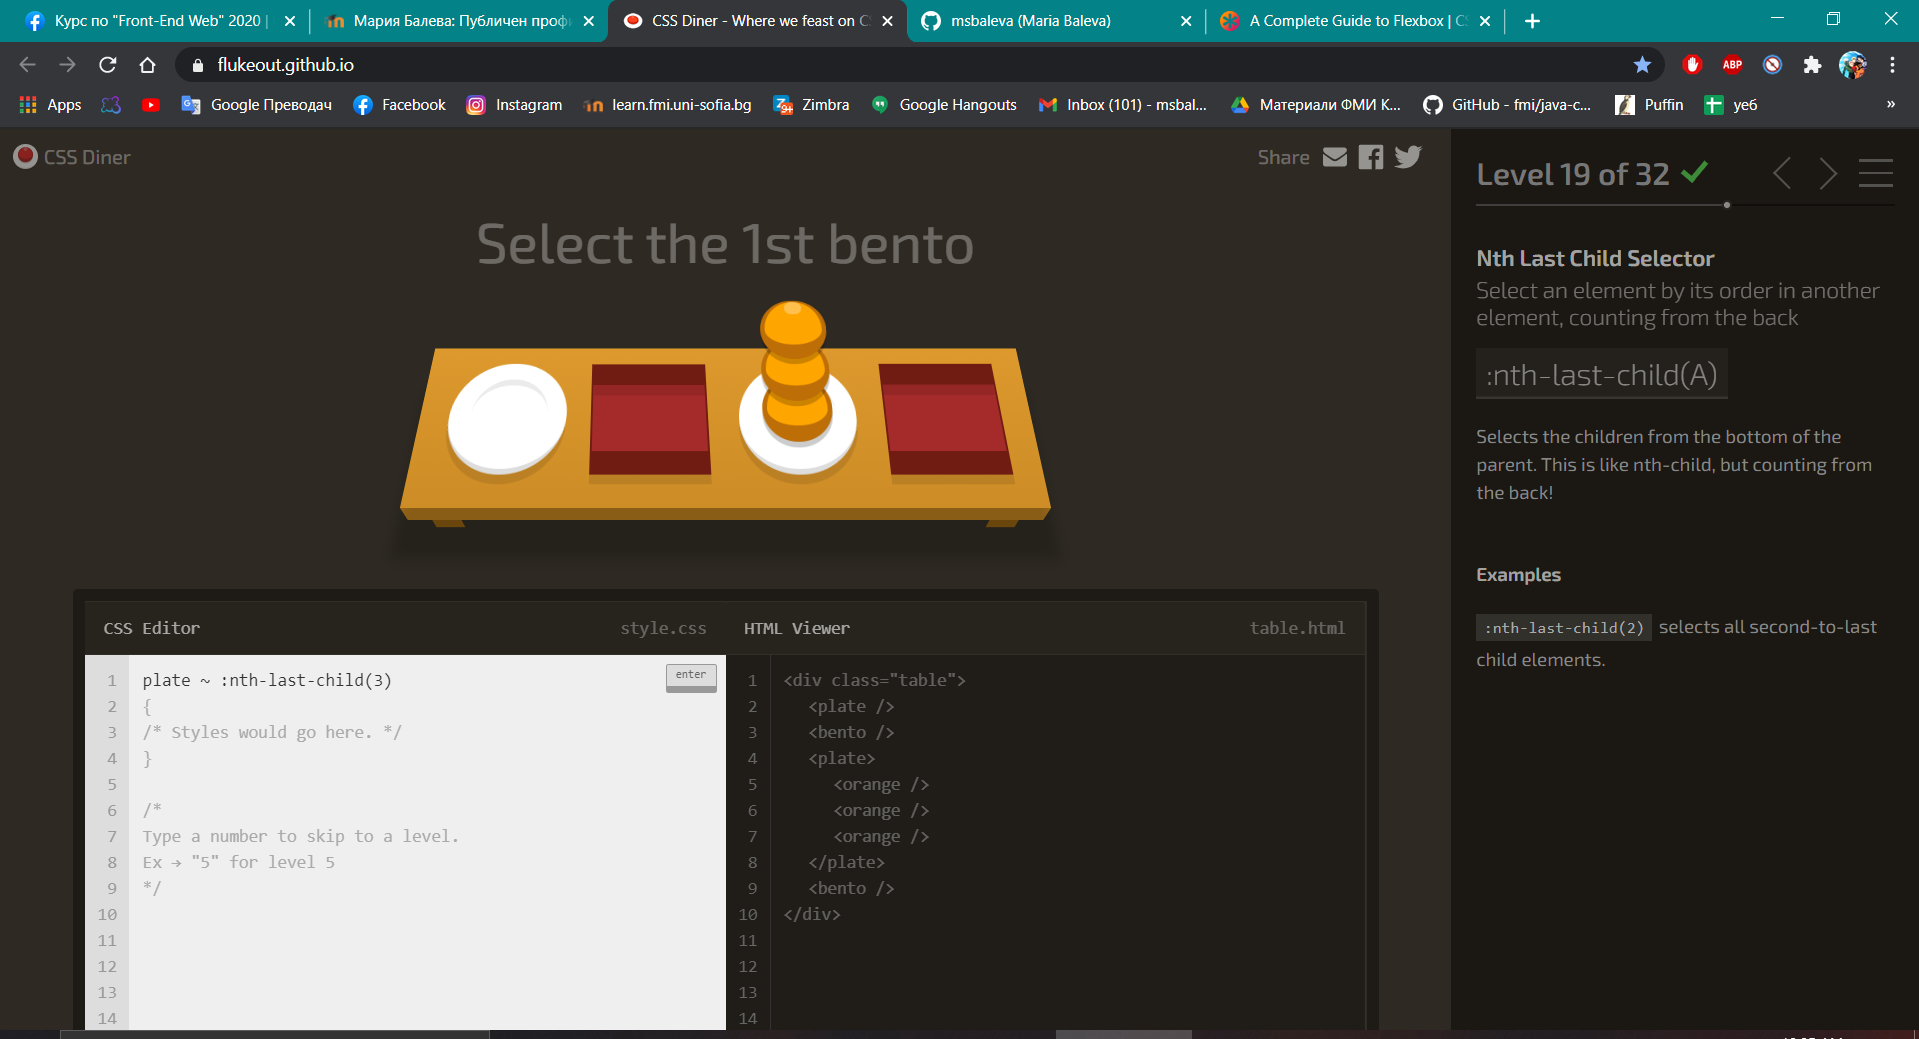 Курс по "Front-End Web" 2020 |
Мария Балева: Публичен проф
CSS Diner - Where we feast on C
msbaleva (Maria Baleva)
A Complete Guide to Flexbox | C
flukeout.github.io
ABP
Apps
Google Преводач
Facebook
Instagram
learn.fmi.uni-sofia.bg
Zimbra
Google Hangouts
Inbox (101) - msbal...
Материали ФМИ К...
GitHub - fmi/java-c...
Puffin
уеб
»
CSS Diner
Share
Level 19 of 32
Select the 1st bento
Nth Last Child Selector
Select an element by its order in another
element, counting from the back
:nth-last-child(A)
Selects the children from the bottom of the
parent. This is like nth-child, but counting from
the back!
Examples
:nth-last-child(2) selects all second-to-last
child elements.
CSS Editor
style.css
1 plate ~ :nth-last-child(3)
enter
2 {
3 /* Styles would go here. */
4 }
5
6 /*
7 Type a number to skip to a level.
8 Ex → "5" for level 5
9 */
10
11
12
13
14
HTML Viewer
table.html
1 <div class="table">
2 <plate />
3 <bento />
4 <plate>
5 <orange />
6 <orange />
7 <orange />
8 </plate>
9 <bento />
10 </div>
11
12
13
14